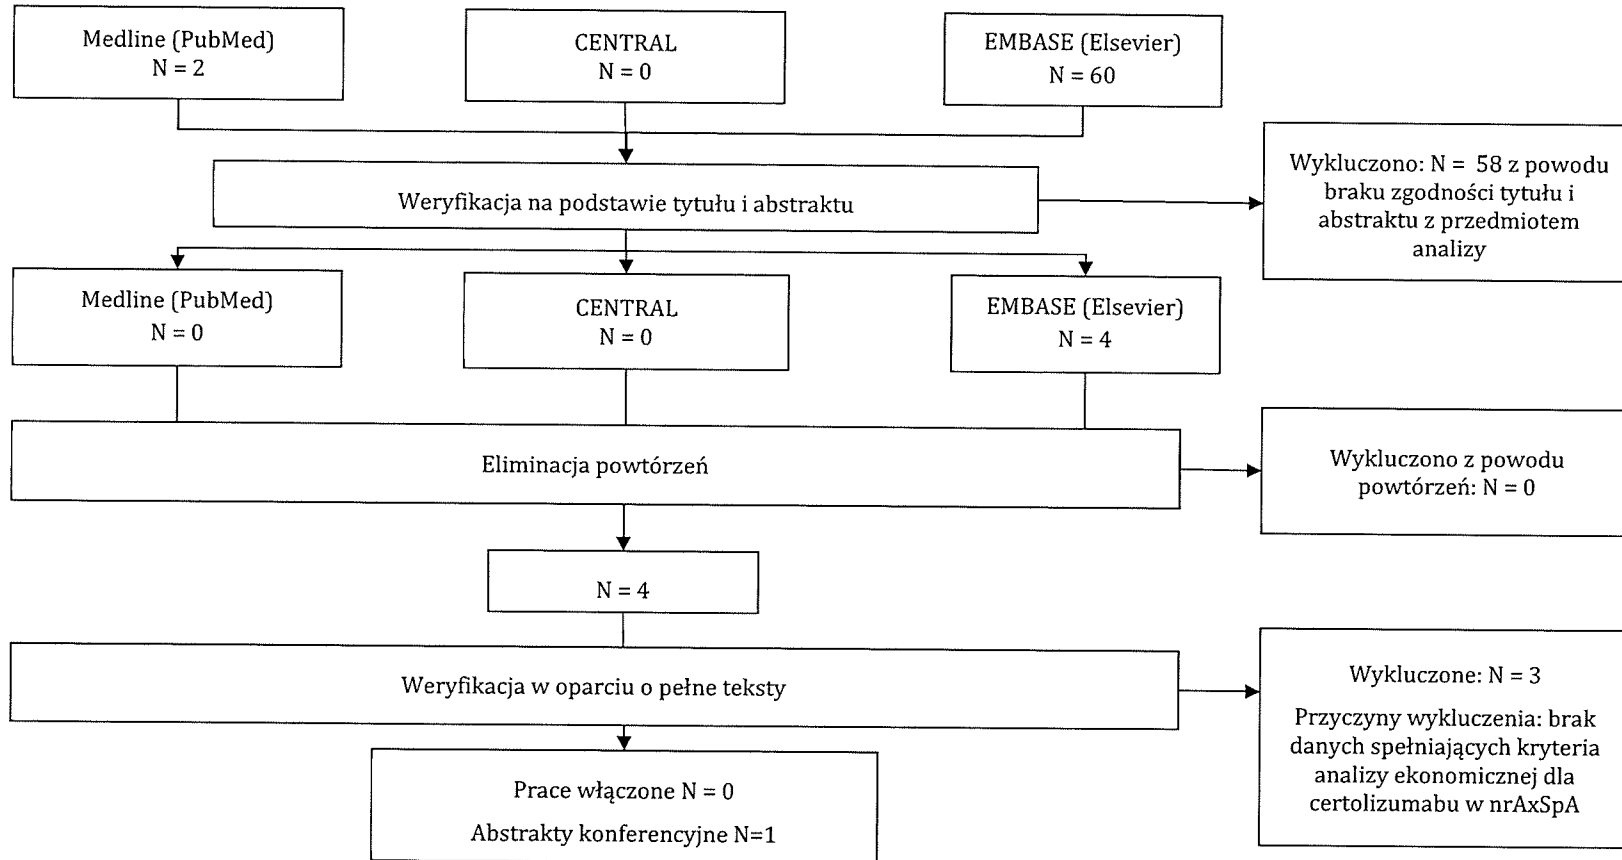 Medline (PubMed)
N = 2
CENTRAL
N = 0
EMBASE (Elsevier)
N = 60
Weryfikacja na podstawie tytułu i abstraktu
Wykluczono: N = 58 z powodu
braku zgodności tytułu i
abstraktu z przedmiotem
analizy
Medline (PubMed)
N = 0
CENTRAL
N = 0
EMBASE (Elsevier)
N = 4
Eliminacja powtórzeń
Wykluczono z powodu
powtórzeń: N = 0
N = 4
Weryfikacja w oparciu o pełne teksty
Wykluczone: N = 3
Przyczyny wykluczenia: brak
danych spełniających kryteria
analizy ekonomicznej dla
certolizumabu w nrAxSpA
Prace włączone N = 0
Abstrakty konferencyjne N=1